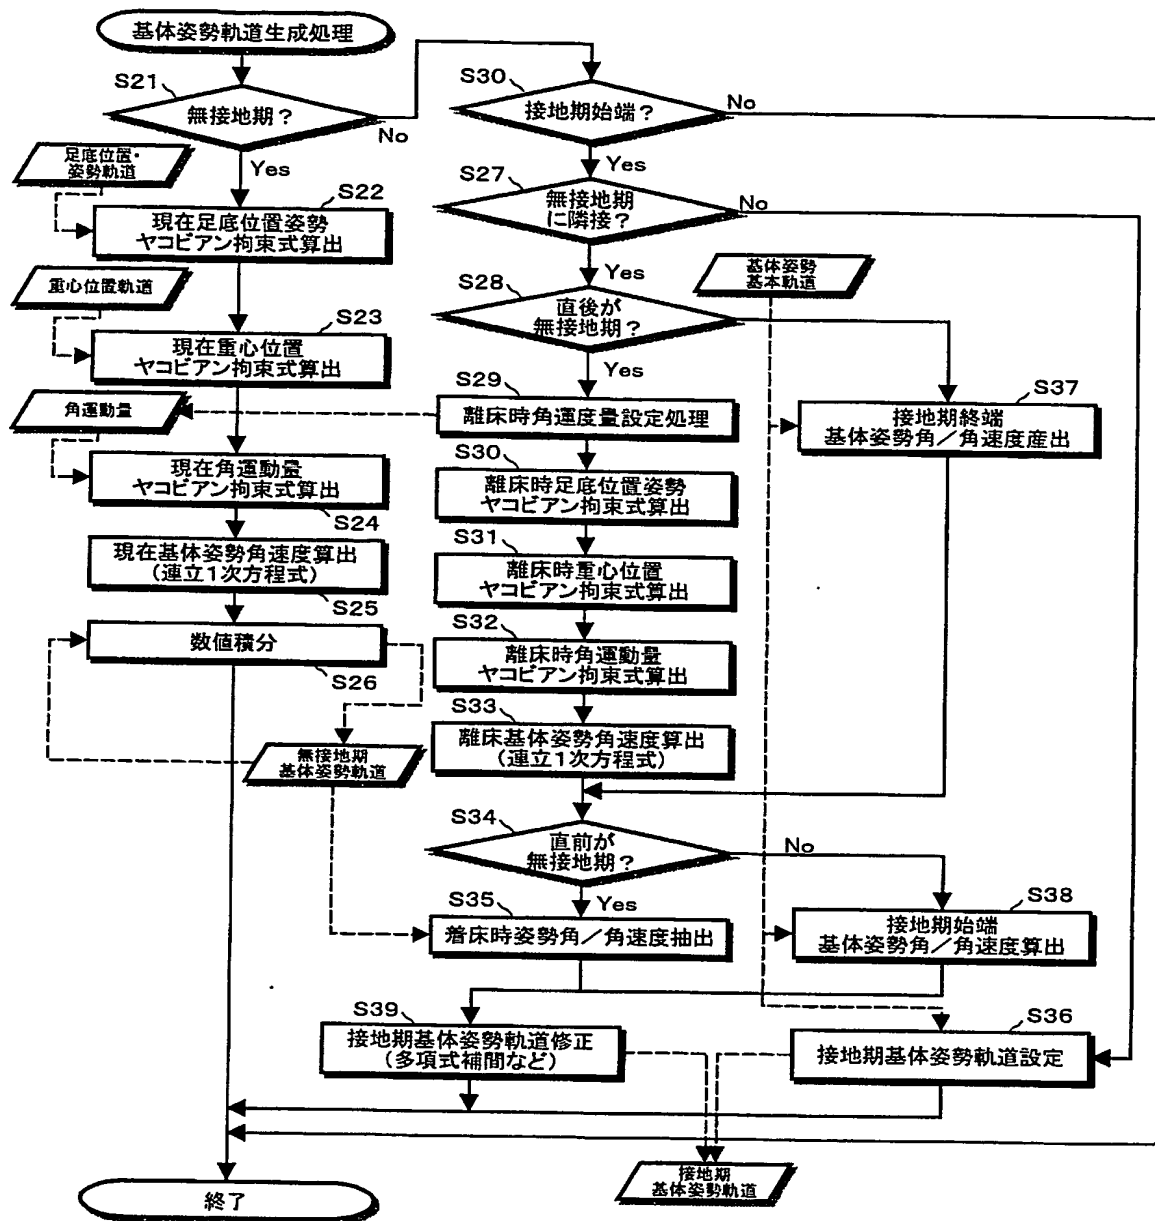 基体姿勢軌道生成処理
S21
無接地期?
No
Yes
足底位置・
姿勢軌道
S22
現在足底位置姿勢
ヤコビアン拘束式算出
重心位置軌道
S23
現在重心位置
ヤコビアン拘束式算出
角運動量
現在角運動量
ヤコビアン拘束式算出
S24
現在基体姿勢角速度算出
(連立1次方程式)
S25
数値積分
S26
無接地期
基体姿勢軌道
S30
接地期始端?
No
Yes
S27
無接地期
に隣接?
No
Yes
S28
直後が
無接地期?
Yes
基体姿勢
基本軌道
S29
離床時角運度量設定処理
S30
離床時足底位置姿勢
ヤコビアン拘束式算出
S31
離床時重心位置
ヤコビアン拘束式算出
S32
離床時角運動量
ヤコビアン拘束式算出
S33
離床基体姿勢角速度算出
(連立1次方程式)
S37
接地期終端
基体姿勢角/角速度産出
S34
直前が
無接地期?
No
Yes
S35
着床時姿勢角/角速度抽出
S38
接地期始端
基体姿勢角/角速度算出
S39
接地期基体姿勢軌道修正
(多項式補間など)
S36
接地期基体姿勢軌道設定
接地期
基体姿勢軌道
終了